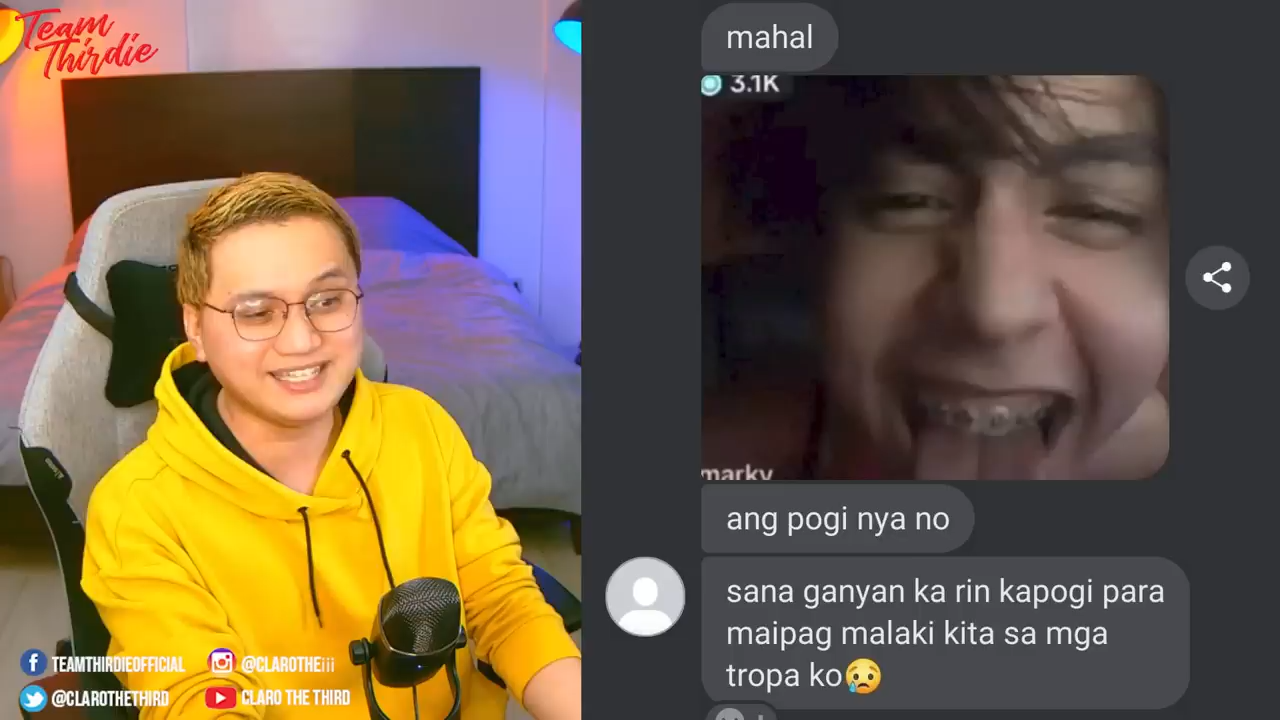 Team
Thirdie
mahal
3.1K
marky
ang pogi nya no
sana ganyan ka rin kapogi para
maipag malaki kita sa mga
tropa ko😢
TEAMTHIRDIEOFFICIAL
@CLAROTHEiii
@CLAROTHETHIRD
CLARO THE THIRD